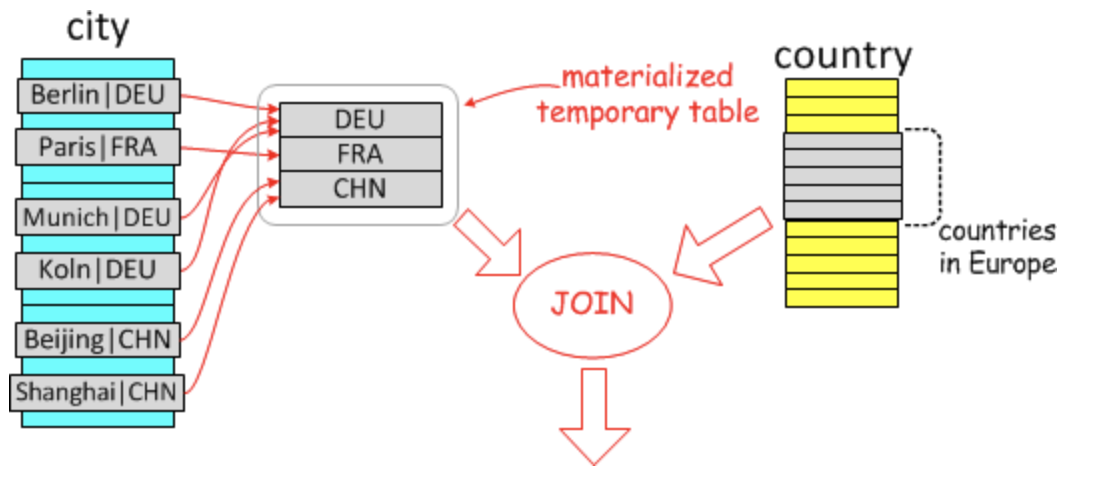 city
Berlin|DEU
Paris|FRA
Munich|DEU
Koln|DEU
Beijing|CHN
Shanghai|CHN
DEU
FRA
CHN
materialized
temporary table
country
countries
in Europe
JOIN